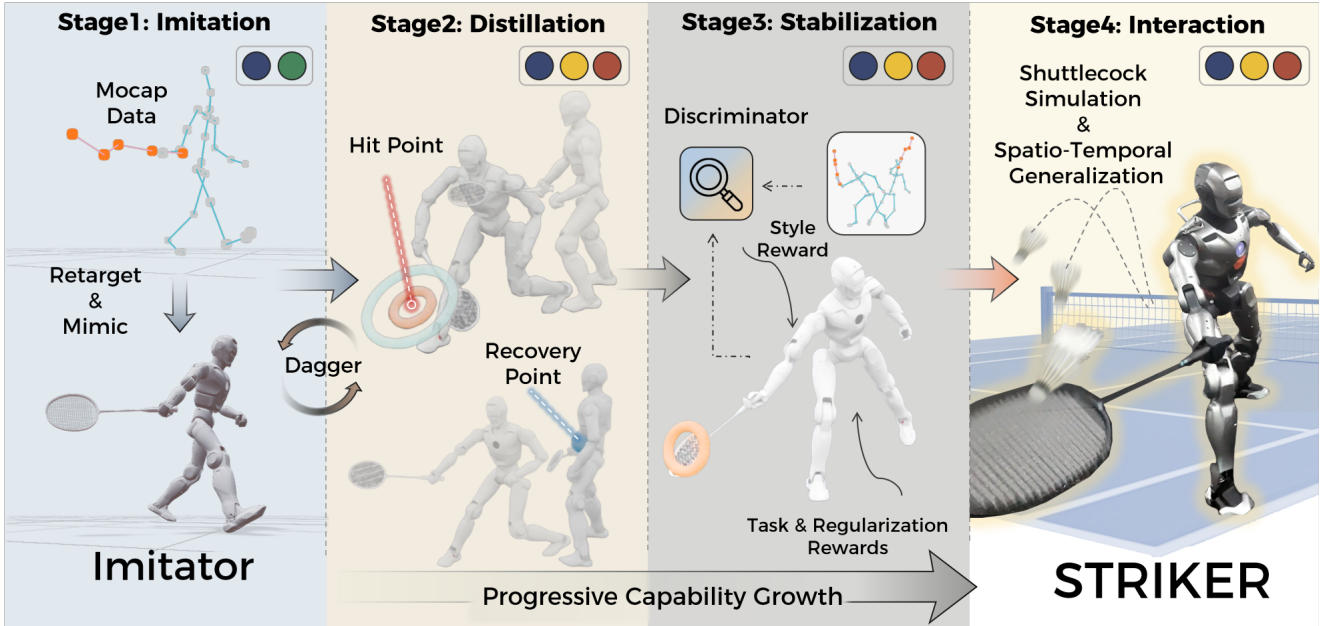 Stage1: Imitation
Mocap
Data
Retarget
&
Mimic
Imitator
Dagger
Stage2: Distillation
Hit Point
Recovery
Point
Stage3: Stabilization
Discriminator
Style
Reward
Task & Regularization
Rewards
Progressive Capability Growth
Stage4: Interaction
Shuttlecock
Simulation
&
Spatio-Temporal
Generalization
STRIKER